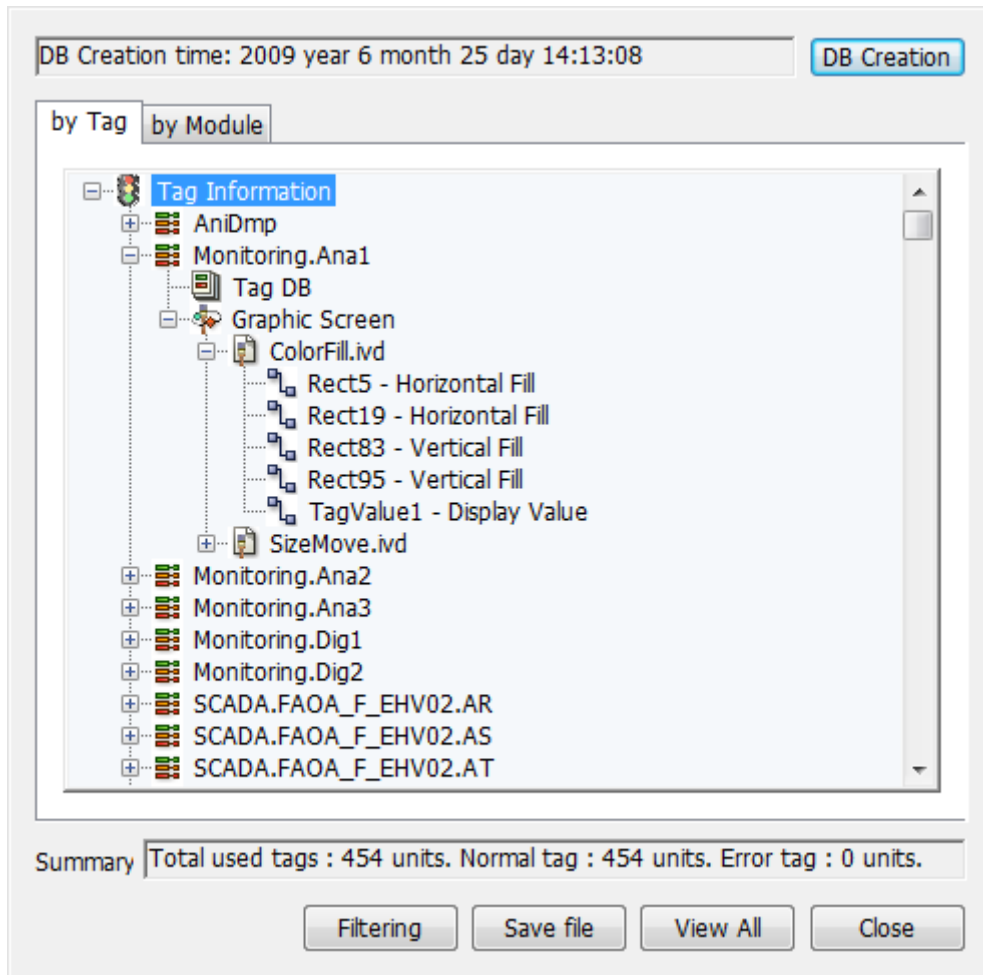 DB Creation time: 2009 year 6 month 25 day 14:13:08
DB Creation
by Tag
by Module
Tag Information
AniDmp
Monitoring.Ana1
Tag DB
Graphic Screen
ColorFill.ivd
Rect5 - Horizontal Fill
Rect19 - Horizontal Fill
Rect83 - Vertical Fill
Rect95 - Vertical Fill
TagValue1 - Display Value
SizeMove.ivd
Monitoring.Ana2
Monitoring.Ana3
Monitoring.Dig1
Monitoring.Dig2
SCADA.FAOA_F_EHV02.AR
SCADA.FAOA_F_EHV02.AS
SCADA.FAOA_F_EHV02.AT
Summary
Total used tags : 454 units. Normal tag : 454 units. Error tag : 0 units.
Filtering
Save file
View All
Close